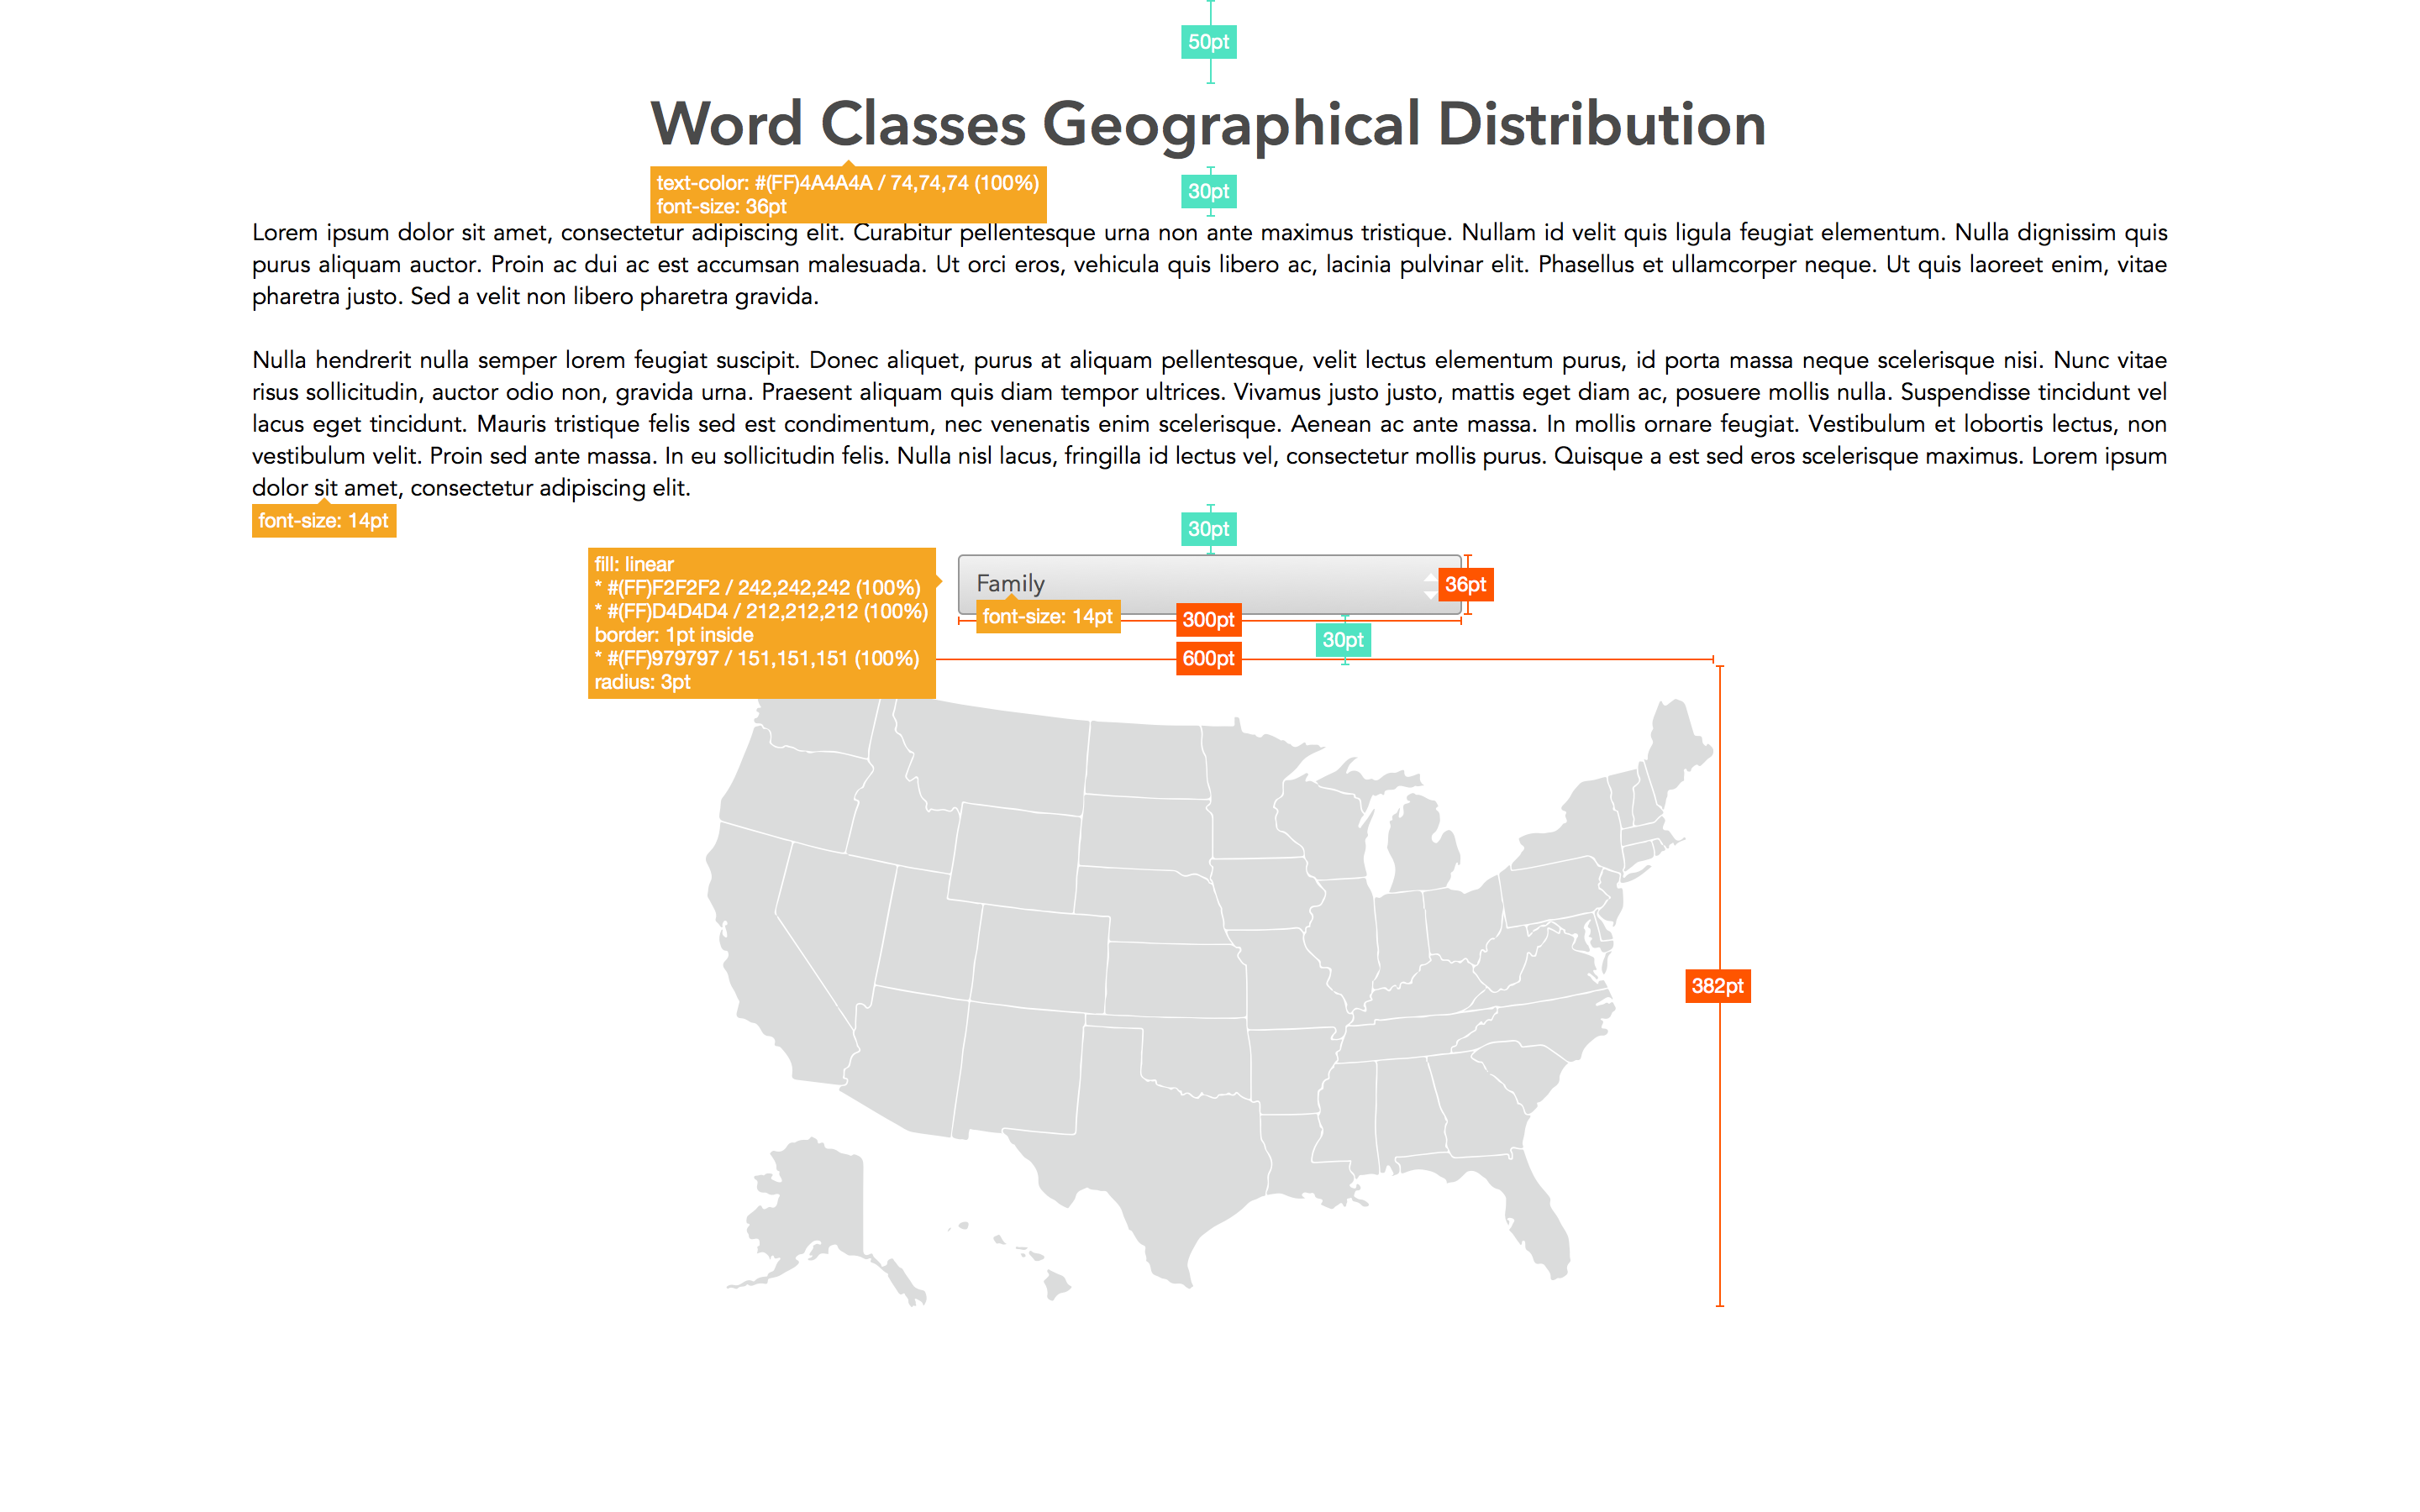 50pt
Word Classes Geographical Distribution
text-color: #(FF)4A4A4A / 74,74,74 (100%)
font-size: 36pt
30pt
Lorem ipsum dolor sit amet, consectetur adipiscing elit. Curabitur pellentesque urna non ante maximus tristique. Nullam id velit quis ligula feugiat elementum. Nulla dignissim quis
purus aliquam auctor. Proin ac dui ac est accumsan malesuada. Ut orci eros, vehicula quis libero ac, lacinia pulvinar elit. Phasellus et ullamcorper neque. Ut quis laoreet enim, vitae
pharetra justo. Sed a velit non libero pharetra gravida.
Nulla hendrerit nulla semper lorem feugiat suscipit. Donec aliquet, purus at aliquam pellentesque, velit lectus elementum purus, id porta massa neque scelerisque nisi. Nunc vitae
risus sollicitudin, auctor odio non, gravida urna. Praesent aliquam quis diam tempor ultrices. Vivamus justo justo, mattis eget diam ac, posuere mollis nulla. Suspendisse tincidunt vel
lacus eget tincidunt. Mauris tristique felis sed est condimentum, nec venenatis enim scelerisque. Aenean ac ante massa. In mollis ornare feugiat. Vestibulum et lobortis lectus, non
vestibulum velit. Proin sed ante massa. In eu sollicitudin felis. Nulla nisl lacus, fringilla id lectus vel, consectetur mollis purus. Quisque a est sed eros scelerisque maximus. Lorem ipsum
dolor sit amet, consectetur adipiscing elit.
font-size: 14pt
30pt
fill: linear
* #(FF)F2F2F2 / 242,242,242 (100%)
* #(FF)D4D4D4 / 212,212,212 (100%)
border: 1pt inside
* #(FF)979797 / 151,151,151 (100%)
radius: 3pt
Family
36pt
font-size: 14pt
300pt
30pt
600pt
382pt